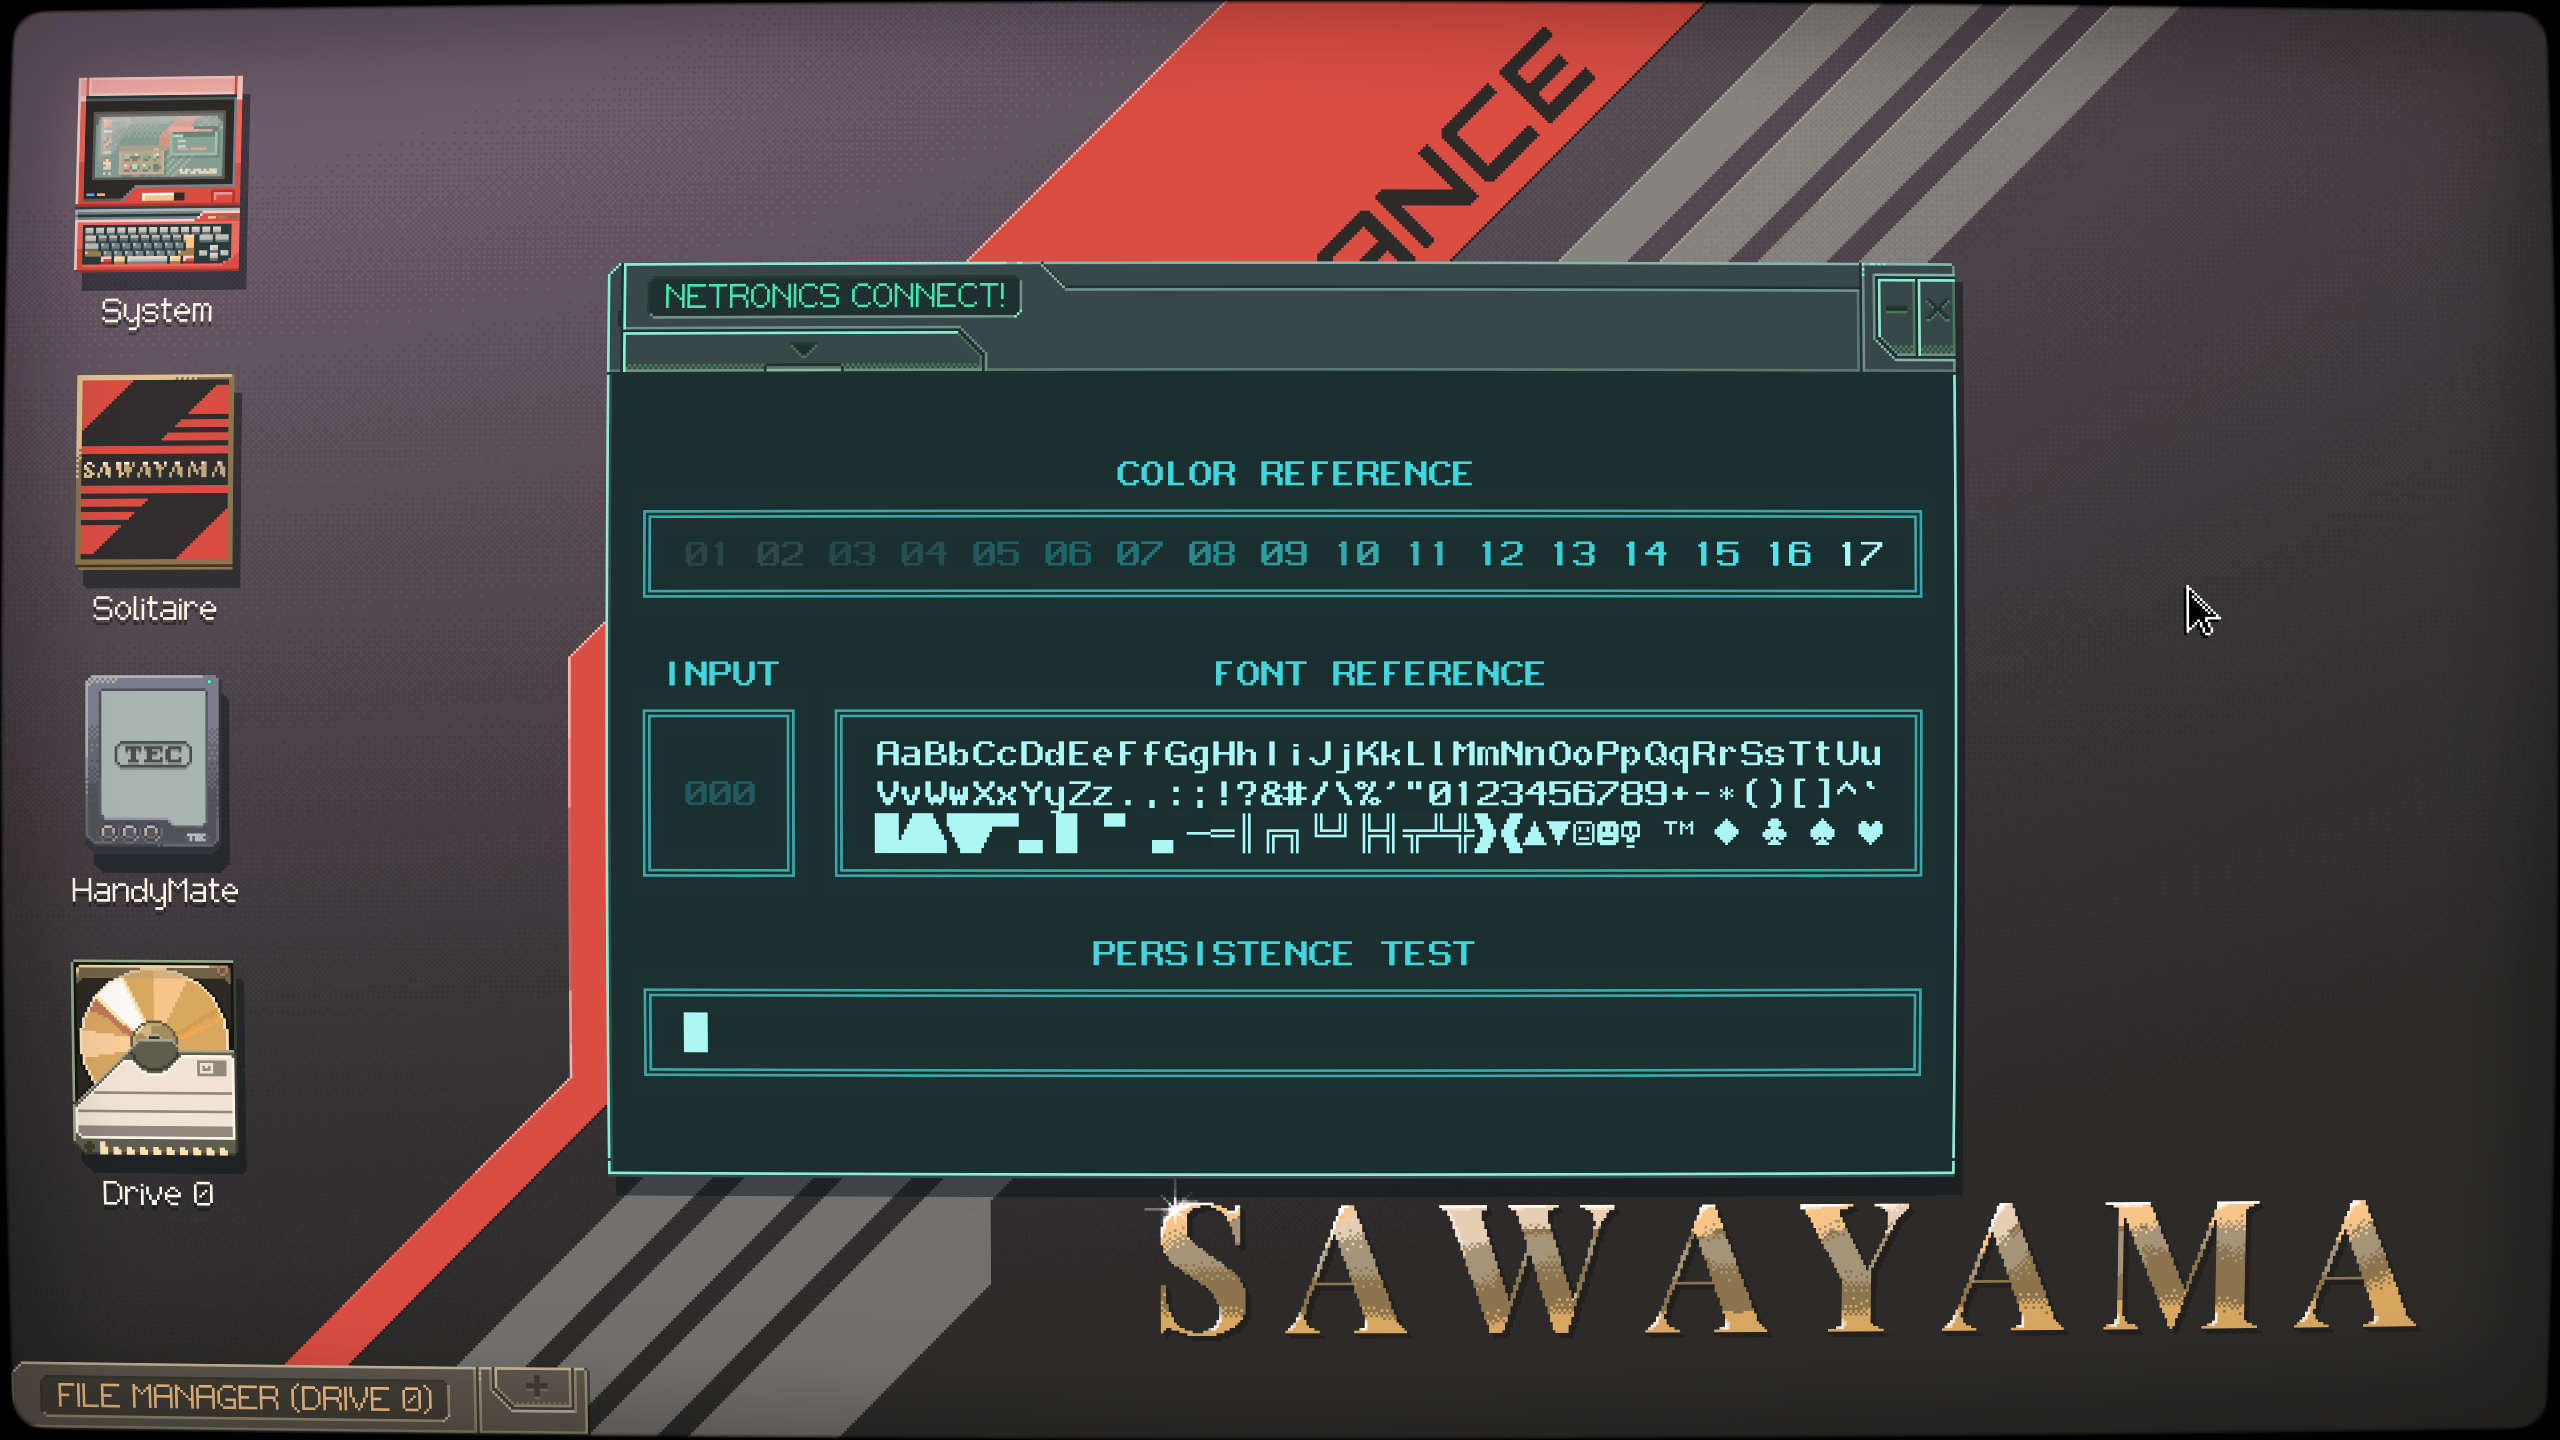 ANCE
System
SAWAYAMA
Solitaire
TEC
TEC
HandyMate
Drive 0
NETRONICS CONNECT!
COLOR REFERENCE
01 02 03 04 05 06 07 08 09 10 11 12 13 14 15 16 17
INPUT
000
FONT REFERENCE
AaBbCcDdEeFfGgHhIiJjKkLlMmNnOoPpQqRrSsTtUu
VvWwXxYyZz.,:;!?&#/\%'"0123456789+-*()[]^`
™ ♦ ♣ ♠ ♥
PERSISTENCE TEST
SAWAYAMA
FILE MANAGER (DRIVE 0)